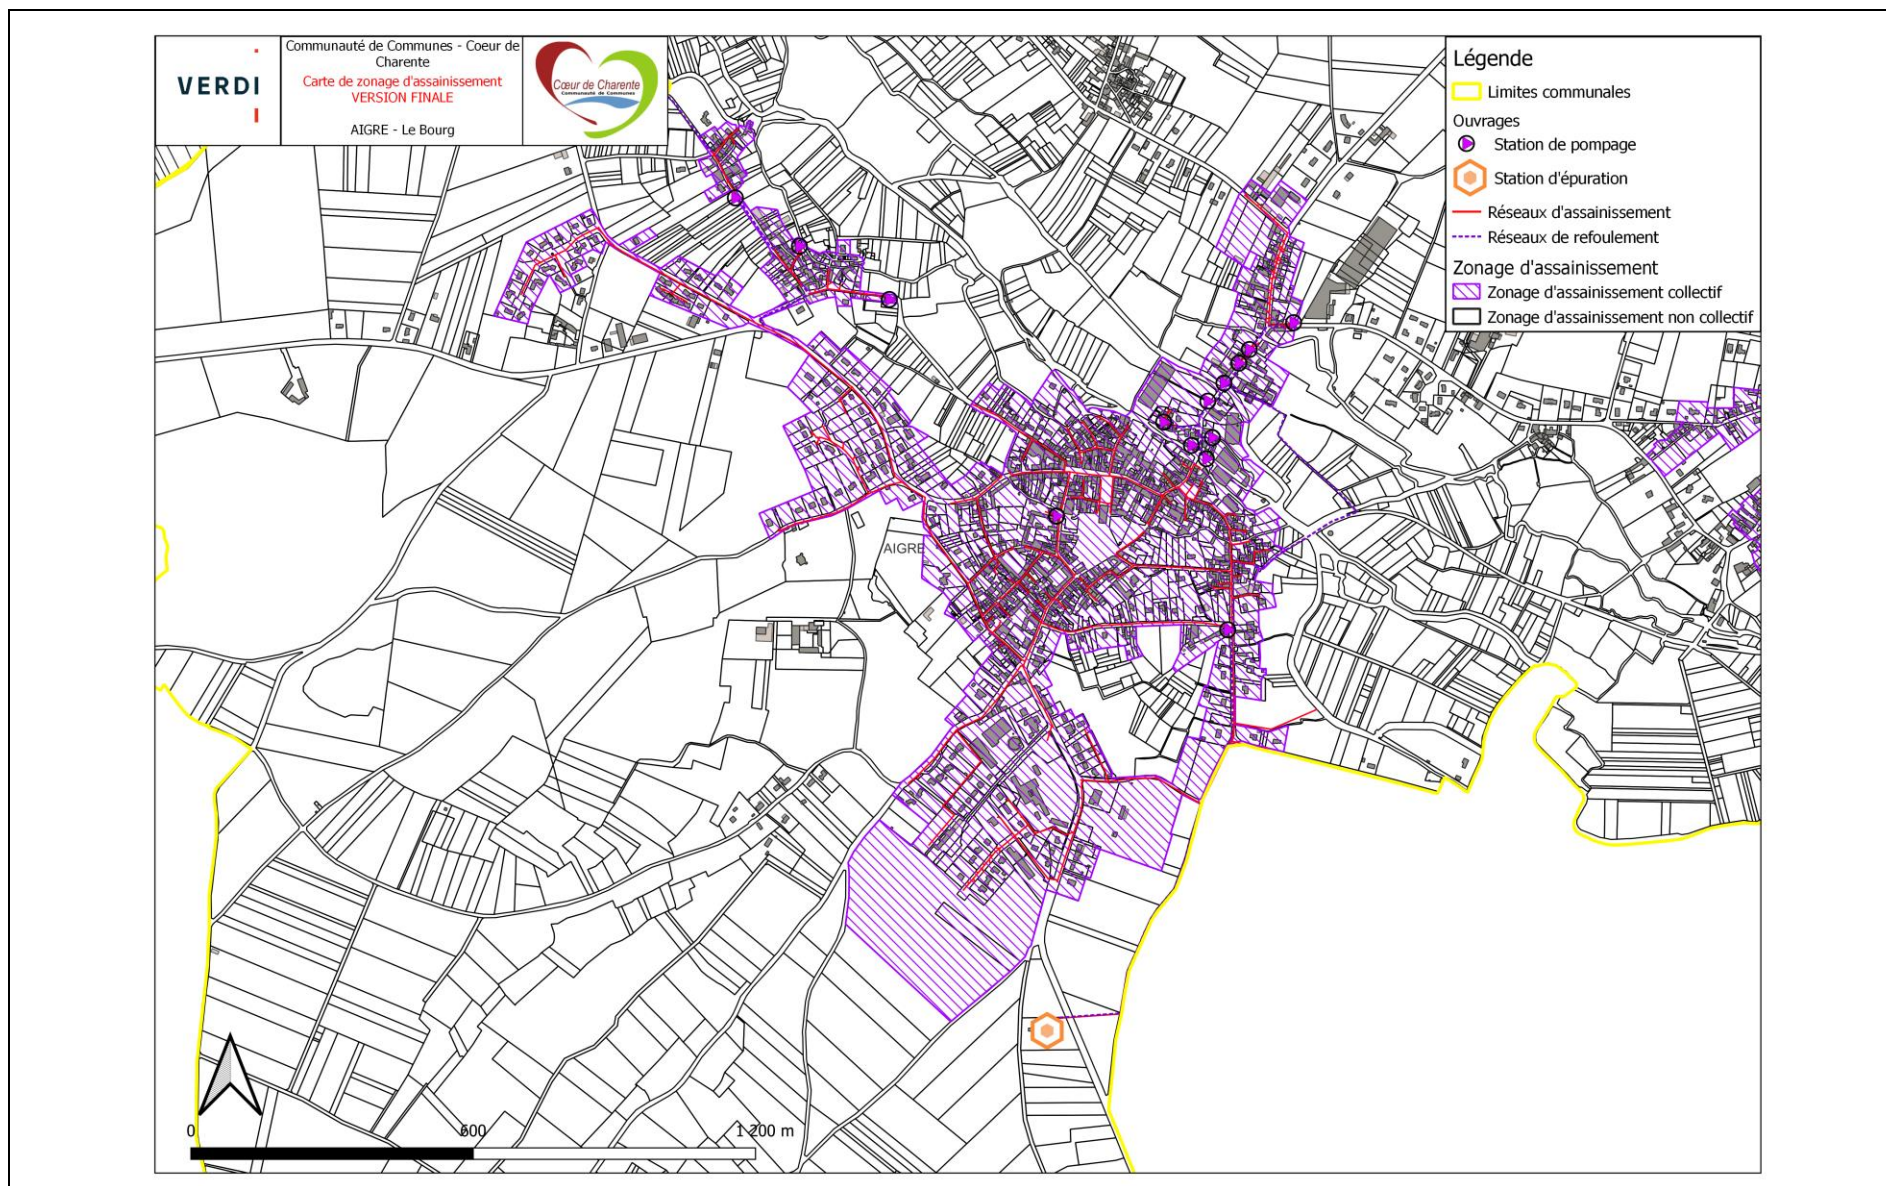 VERDI
Communauté de Communes - Coeur de
Charente
Carte de zonage d'assainissement
VERSION FINALE
AIGRE - Le Bourg
Cœur de Charente
Communauté de Communes
Légende
Limites communales
Ouvrages
Station de pompage
Station d'épuration
Réseaux d'assainissement
Réseaux de refoulement
Zonage d'assainissement
Zonage d'assainissement collectif
Zonage d'assainissement non collectif
AIGRE
0 600 1 200 m